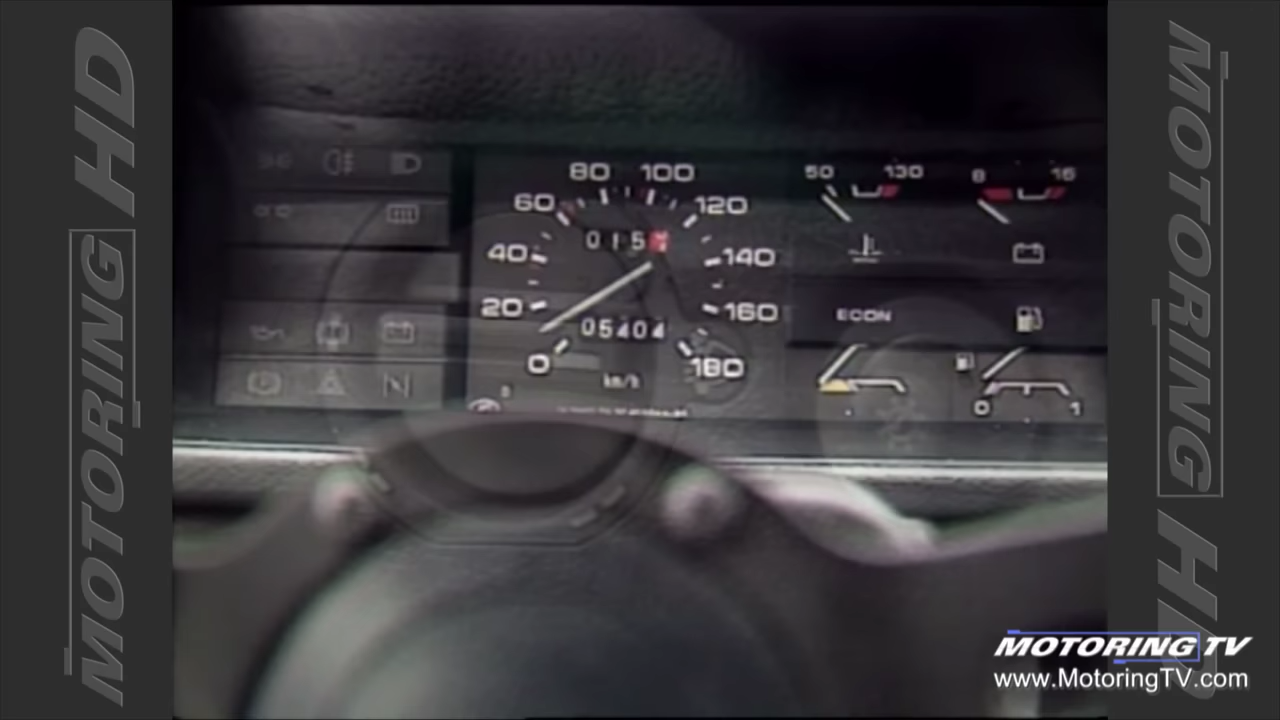 MOTORING HD
80 100
60 120
40 140
20 160
0 180
015
05404
km/h
50 130
8 16
ECON
0 1
MOTORING HD
MOTORING TV
www.MotoringTV.com